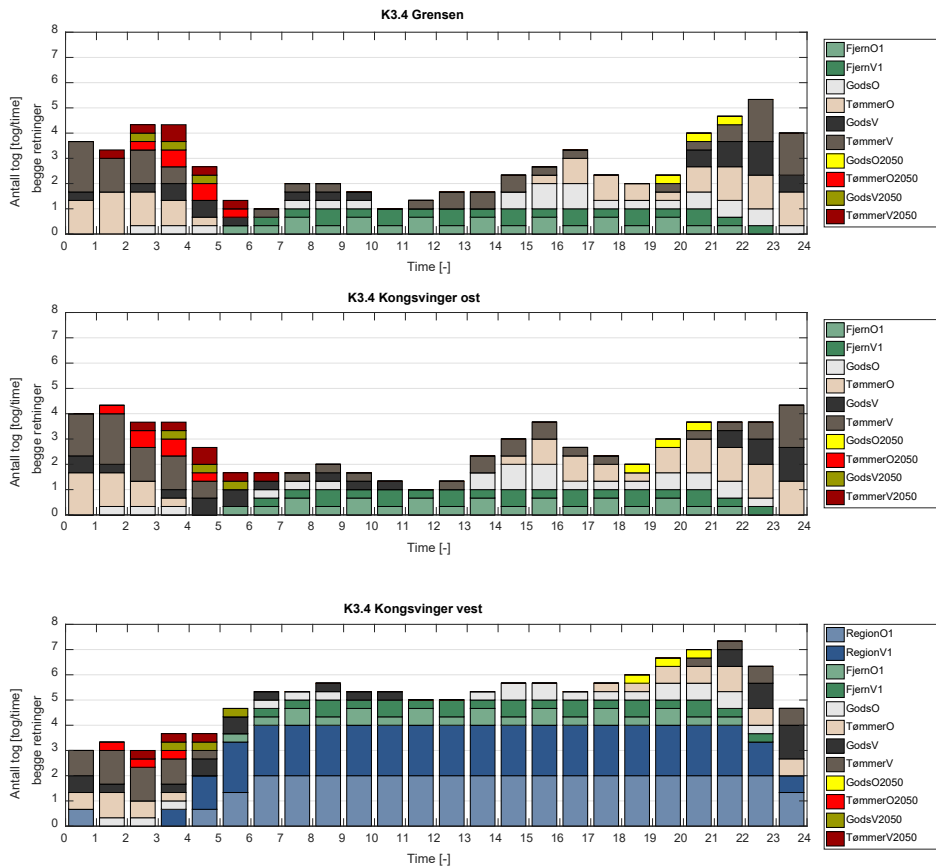 K3.4 Grensen
Antall tog [tog/time]
begge retninger
8
7
6
5
4
3
2
1
0
0 1 2 3 4 5 6 7 8 9 10 11 12 13 14 15 16 17 18 19 20 21 22 23 24
Time [-]
FjernO1
FjernV1
GodsO
TømmerO
GodsV
TømmerV
GodsO2050
TømmerO2050
GodsV2050
TømmerV2050
K3.4 Kongsvinger ost
Antall tog [tog/time]
begge retninger
8
7
6
5
4
3
2
1
0
0 1 2 3 4 5 6 7 8 9 10 11 12 13 14 15 16 17 18 19 20 21 22 23 24
Time [-]
FjernO1
FjernV1
GodsO
TømmerO
GodsV
TømmerV
GodsO2050
TømmerO2050
GodsV2050
TømmerV2050
K3.4 Kongsvinger vest
Antall tog [tog/time]
begge retninger
8
7
6
5
4
3
2
1
0
0 1 2 3 4 5 6 7 8 9 10 11 12 13 14 15 16 17 18 19 20 21 22 23 24
Time [-]
RegionO1
RegionV1
FjernO1
FjernV1
GodsO
TømmerO
GodsV
TømmerV
GodsO2050
TømmerO2050
GodsV2050
TømmerV2050